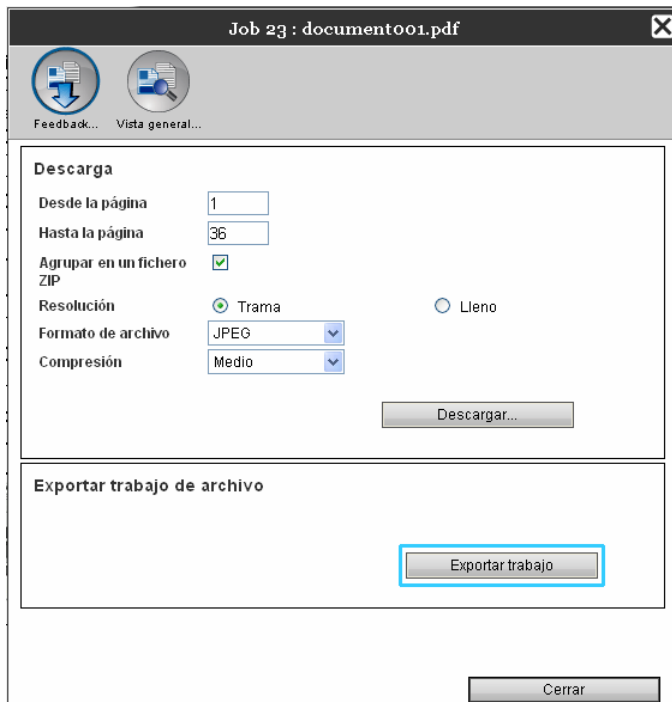 Job 23 : document001.pdf
Feedback... Vista general...
Descarga
Desde la página 1
Hasta la página 36
Agrupar en un fichero
ZIP
Resolución Trama Lleno
Formato de archivo JPEG
Compresión Medio
Descargar...
Exportar trabajo de archivo
Exportar trabajo
Cerrar